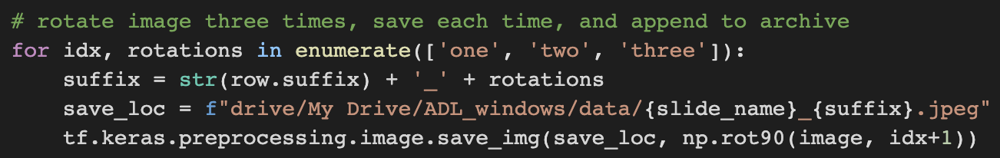 # rotate image three times, save each time, and append to archive
for idx, rotations in enumerate(['one', 'two', 'three']):
    suffix = str(row.suffix) + '_' + rotations
    save_loc = f"drive/My Drive/ADL_windows/data/{slide_name}_{suffix}.jpeg"
    tf.keras.preprocessing.image.save_img(save_loc, np.rot90(image, idx+1))